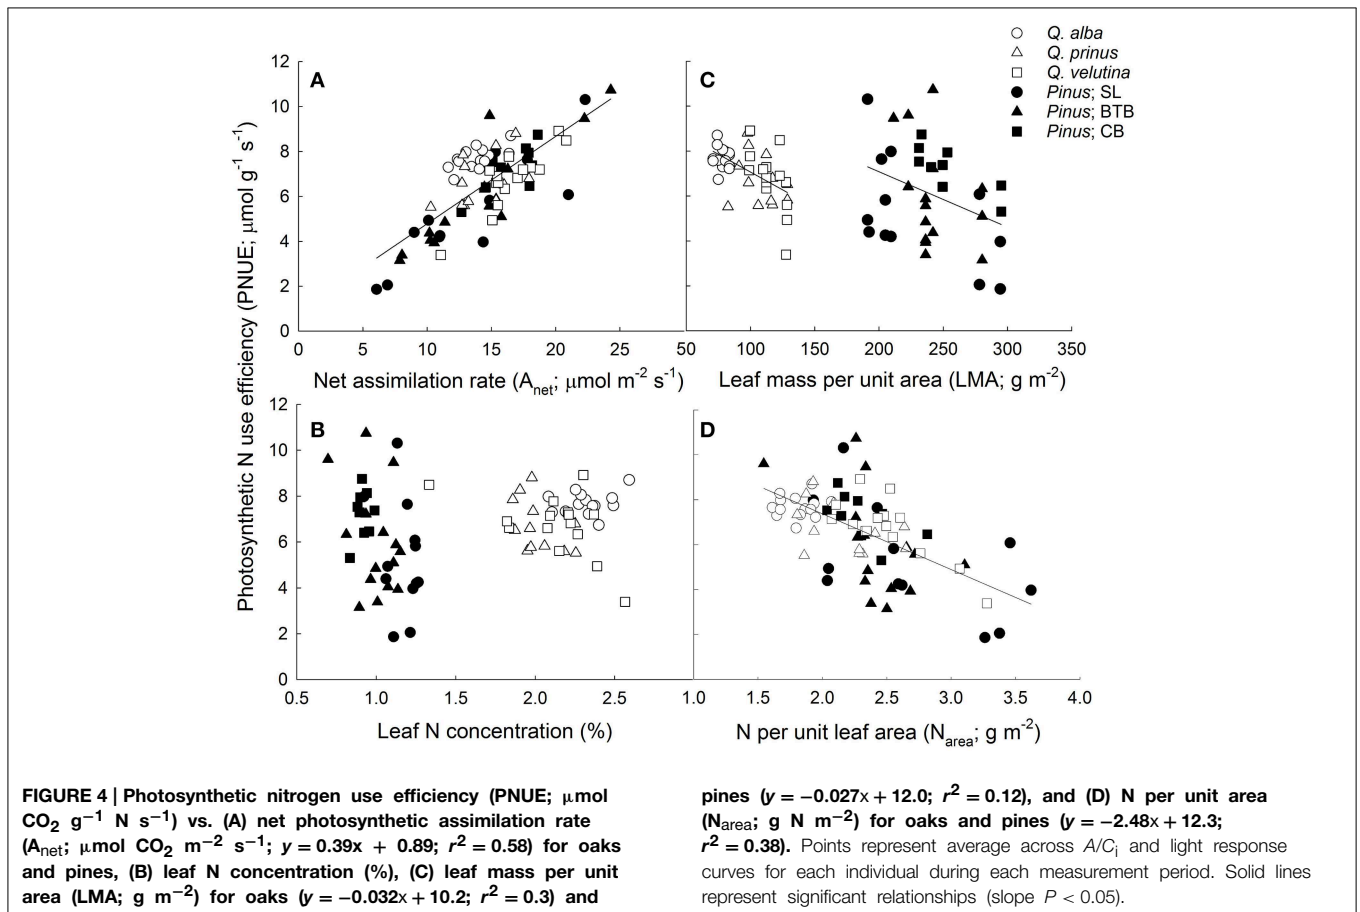 Q. alba
Q. prinus
Q. velutina
Pinus; SL
Pinus; BTB
Pinus; CB
Photosynthetic N use efficiency (PNUE; μmol g-1 s-1)
A
12
10
8
6
4
2
0
0 5 10 15 20 25
Net assimilation rate (Anet; μmol m-2 s-1)
C
50 100 150 200 250 300 350
Leaf mass per unit area (LMA; g m-2)
B
12
10
8
6
4
2
0
0.5 1.0 1.5 2.0 2.5
Leaf N concentration (%)
D
1.0 1.5 2.0 2.5 3.0 3.5 4.0
N per unit leaf area (Narea; g m-2)
FIGURE 4 | Photosynthetic nitrogen use efficiency (PNUE; μmol
CO2 g−1 N s−1) vs. (A) net photosynthetic assimilation rate
(Anet; μmol CO2 m−2 s−1; y = 0.39x + 0.89; r2 = 0.58) for oaks
and pines, (B) leaf N concentration (%), (C) leaf mass per unit
area (LMA; g m−2) for oaks (y = −0.032x + 10.2; r2 = 0.3) and
pines (y = −0.027x + 12.0; r2 = 0.12), and (D) N per unit area
(Narea; g N m−2) for oaks and pines (y = −2.48x + 12.3;
r2 = 0.38). Points represent average across A/Ci and light response
curves for each individual during each measurement period. Solid lines
represent significant relationships (slope P < 0.05).